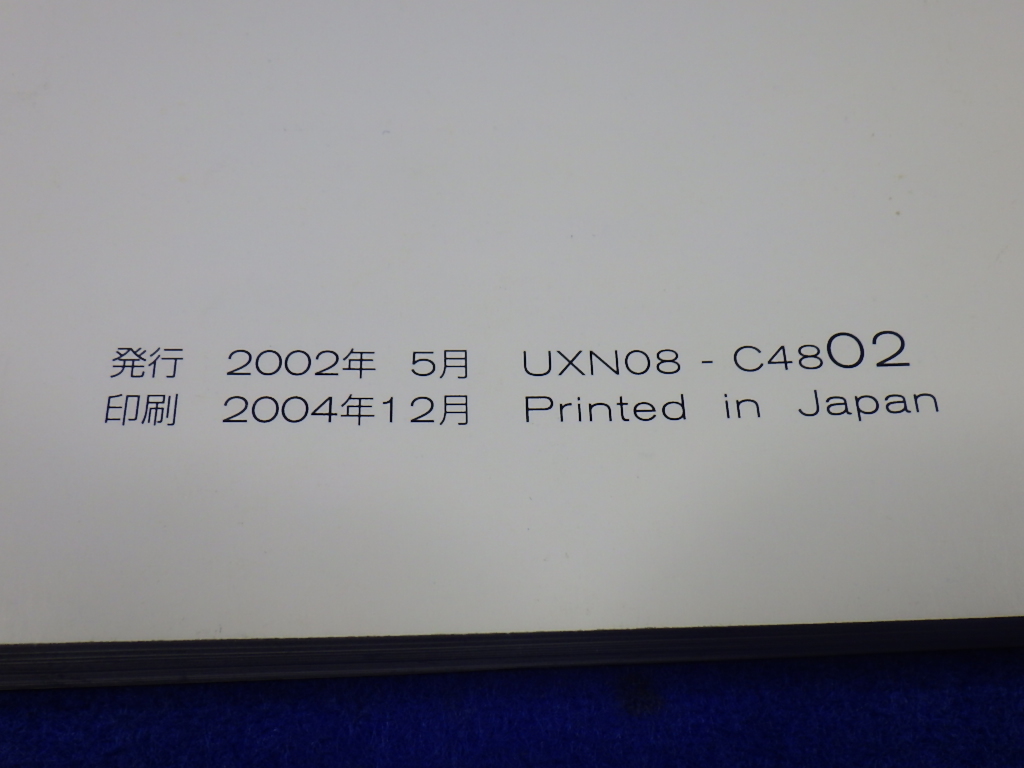 発行 2002年 5月 UXN08 - C4802
印刷 2004年12月 Printed in Japan